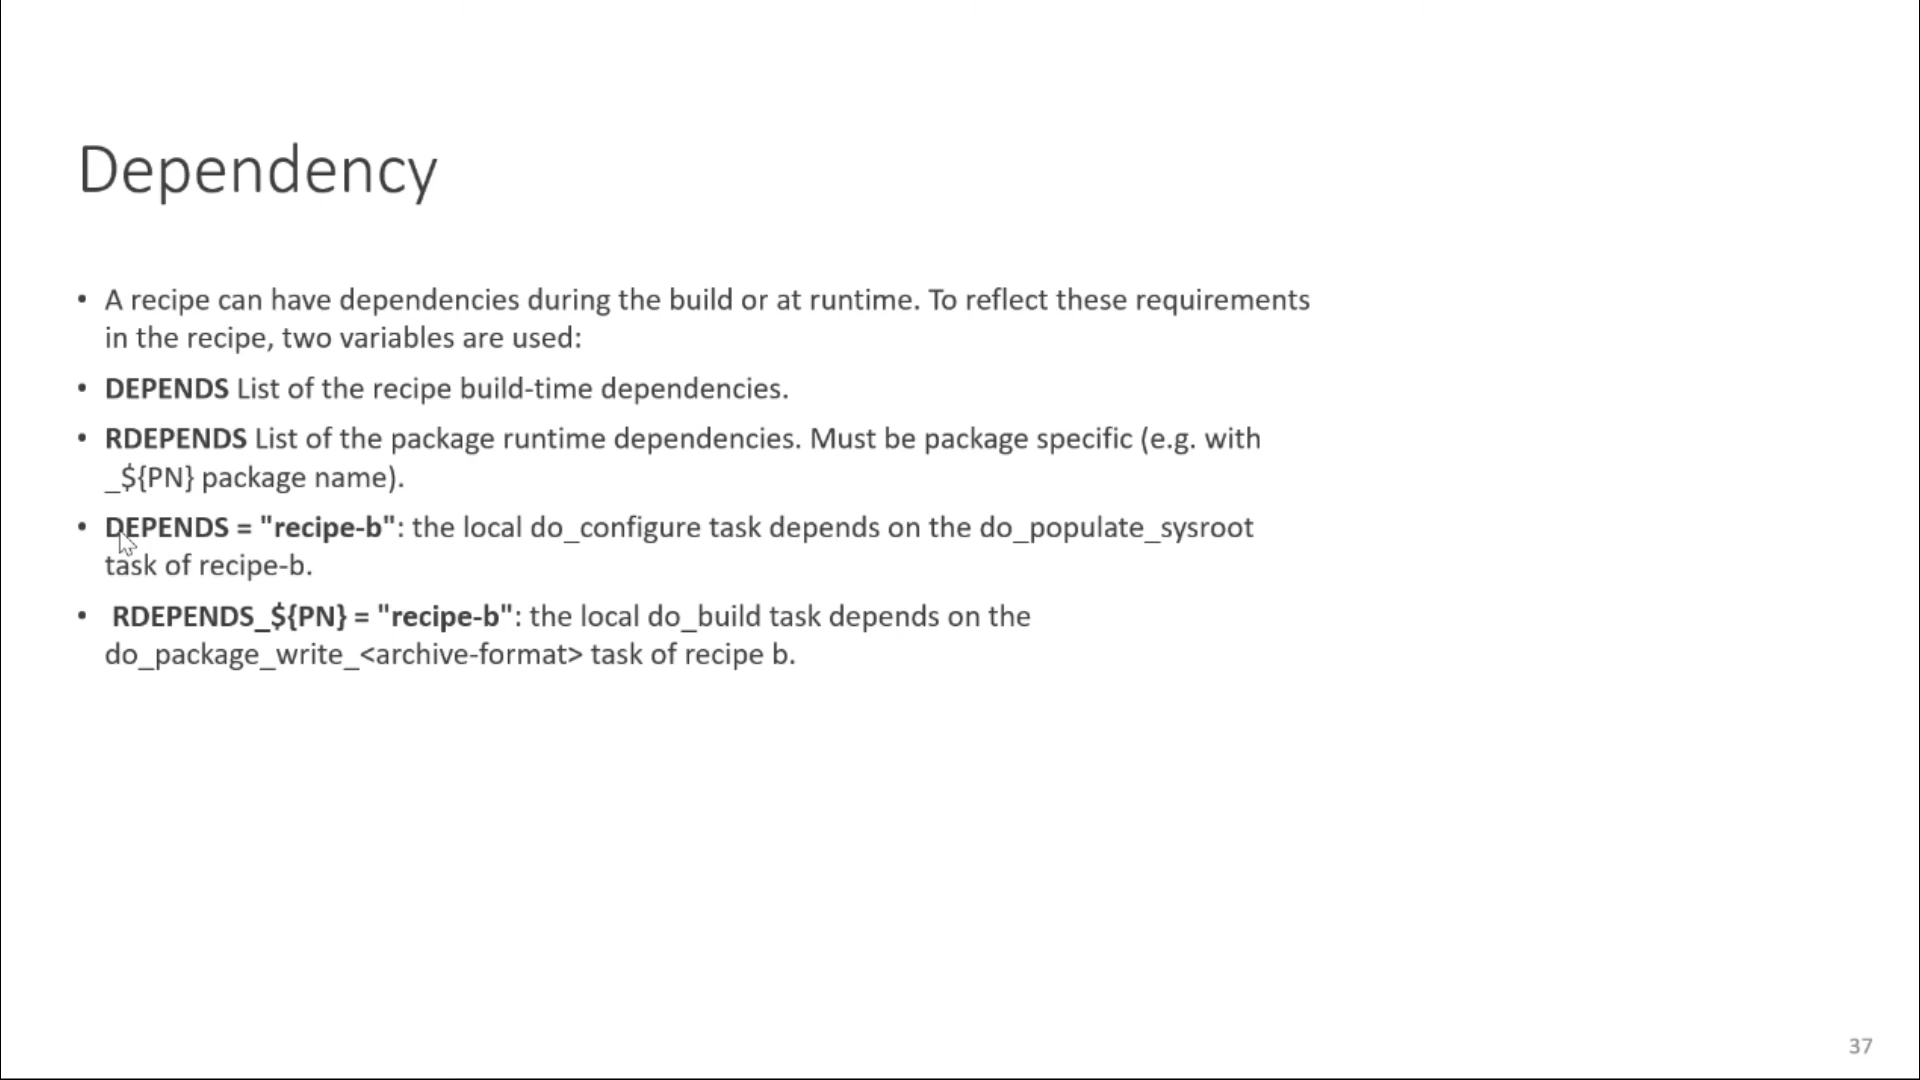 Dependency
• A recipe can have dependencies during the build or at runtime. To reflect these requirements
in the recipe, two variables are used:
• DEPENDS List of the recipe build-time dependencies.
• RDEPENDS List of the package runtime dependencies. Must be package specific (e.g. with
_${PN} package name).
• DEPENDS = "recipe-b": the local do_configure task depends on the do_populate_sysroot
task of recipe-b.
• RDEPENDS_${PN} = "recipe-b": the local do_build task depends on the
do_package_write_<archive-format> task of recipe b.
37